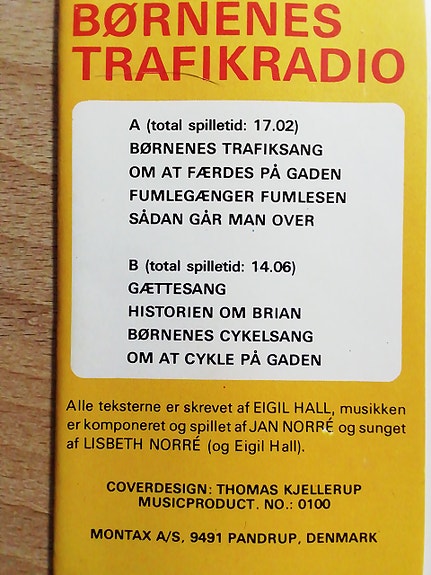 BØRNENES
TRAFIKRADIO
A (total spilletid: 17.02)
BØRNENES TRAFIKSANG
OM AT FÆRDES PÅ GADEN
FUMLEGÆNGER FUMLESEN
SÅDAN GÅR MAN OVER
B (total spilletid: 14.06)
GÆTTESANG
HISTORIEN OM BRIAN
BØRNENES CYKELSANG
OM AT CYKLE PÅ GADEN
Alle teksterne er skrevet af EIGIL HALL, musikken
er komponeret og spillet af JAN NORRÉ og sunget
af LISBETH NORRÉ (og Eigil Hall).
COVERDESIGN: THOMAS KJELLERUP
MUSICPRODUCT. NO.: 0100
MONTAX A/S, 9491 PANDRUP, DENMARK